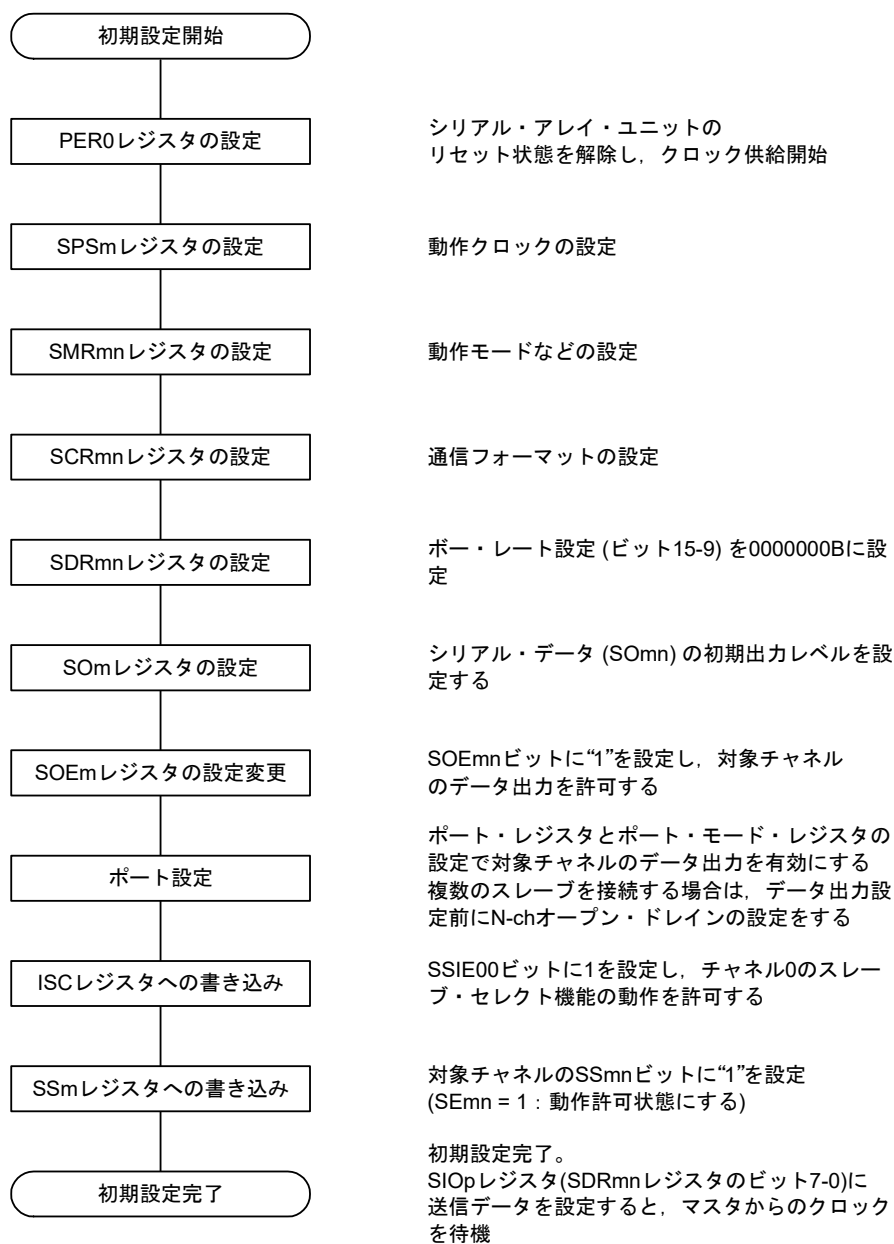 初期設定開始
PER0レジスタの設定
シリアル・アレイ・ユニットの
リセット状態を解除し，クロック供給開始
SPSmレジスタの設定
動作クロックの設定
SMRmnレジスタの設定
動作モードなどの設定
SCRmnレジスタの設定
通信フォーマットの設定
SDRmnレジスタの設定
ボー・レート設定 (ビット15-9) を0000000Bに設
定
SOmレジスタの設定
シリアル・データ (SOmn) の初期出力レベルを設
定する
SOEmレジスタの設定変更
SOEmnビットに“1”を設定し，対象チャネル
のデータ出力を許可する
ポート設定
ポート・レジスタとポート・モード・レジスタの
設定で対象チャネルのデータ出力を有効にする
複数のスレーブを接続する場合は，データ出力設
定前にN-chオープン・ドレインの設定をする
ISCレジスタへの書き込み
SSIE00ビットに1を設定し，チャネル0のスレー
ブ・セレクト機能の動作を許可する
SSmレジスタへの書き込み
対象チャネルのSSmnビットに“1”を設定
(SEmn = 1：動作許可状態にする)
初期設定完了
初期設定完了。
SIOpレジスタ(SDRmnレジスタのビット7-0)に
送信データを設定すると，マスタからのクロック
を待機